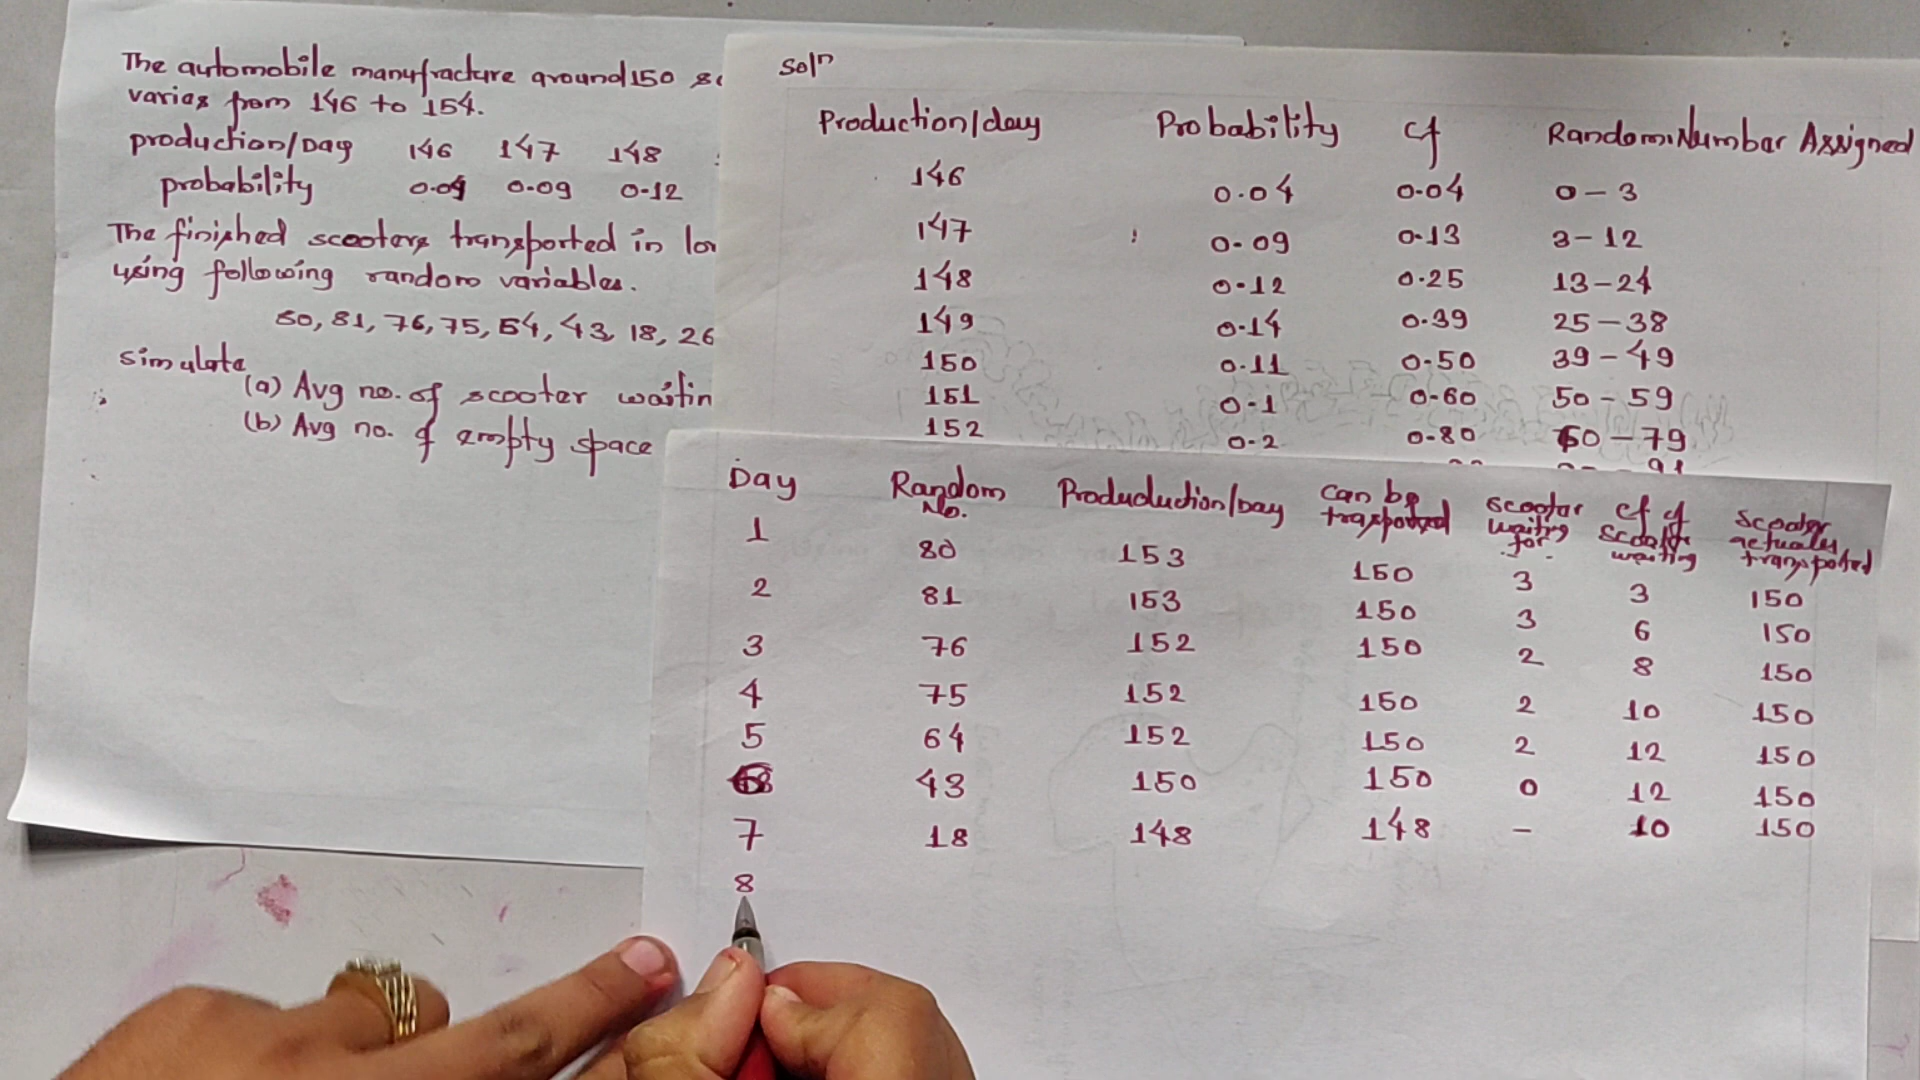 The automobile manufracture around 150
varies from 146 to 154.
production/Day 146 147 148
probability 0.04 0.09 0.12
The finished scooters transported in
using following random variables.
80, 81, 76, 75, 64, 43, 18, 26
simulate
(a) Avg no. of scooter waitin
(b) Avg no. of empty space
Soln
Production/day Probability cf Random Number Assigned
146 0.04 0.04 0-3
147 0.09 0.13 3-12
148 0.12 0.25 13-24
149 0.14 0.39 25-38
150 0.11 0.50 39-49
151 0.1 0.60 50-59
152 0.2 0.80 60-79
91
Day Random No. Produduction/Day can be trasported scooter waiting for cf of scooter waiting scooter actuales transported
1 80 153 150 3 3 150
2 81 153 150 3 6 150
3 76 152 150 2 8 150
4 75 152 150 2 10 150
5 64 152 150 2 12 150
43 150 150 0 12 150
7 18 148 148 - 10 150
8